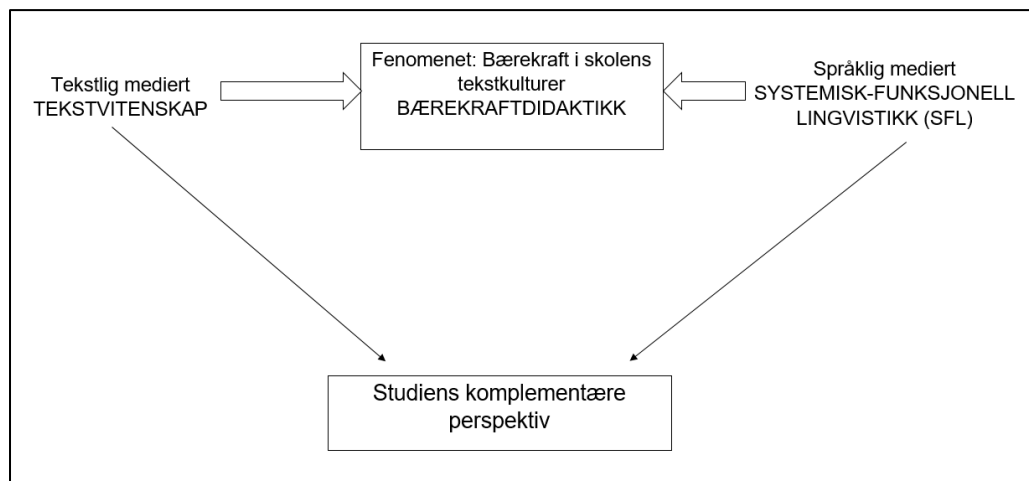 Tekstlig mediert
TEKSTVITENSKAP
Fenomenet: Bærekraft i skolens
tekstkulturer
BÆREKRAFTDIDAKTIKK
Språklig mediert
SYSTEMISK-FUNKSJONELL
LINGVISTIKK (SFL)
Studiens komplementære
perspektiv